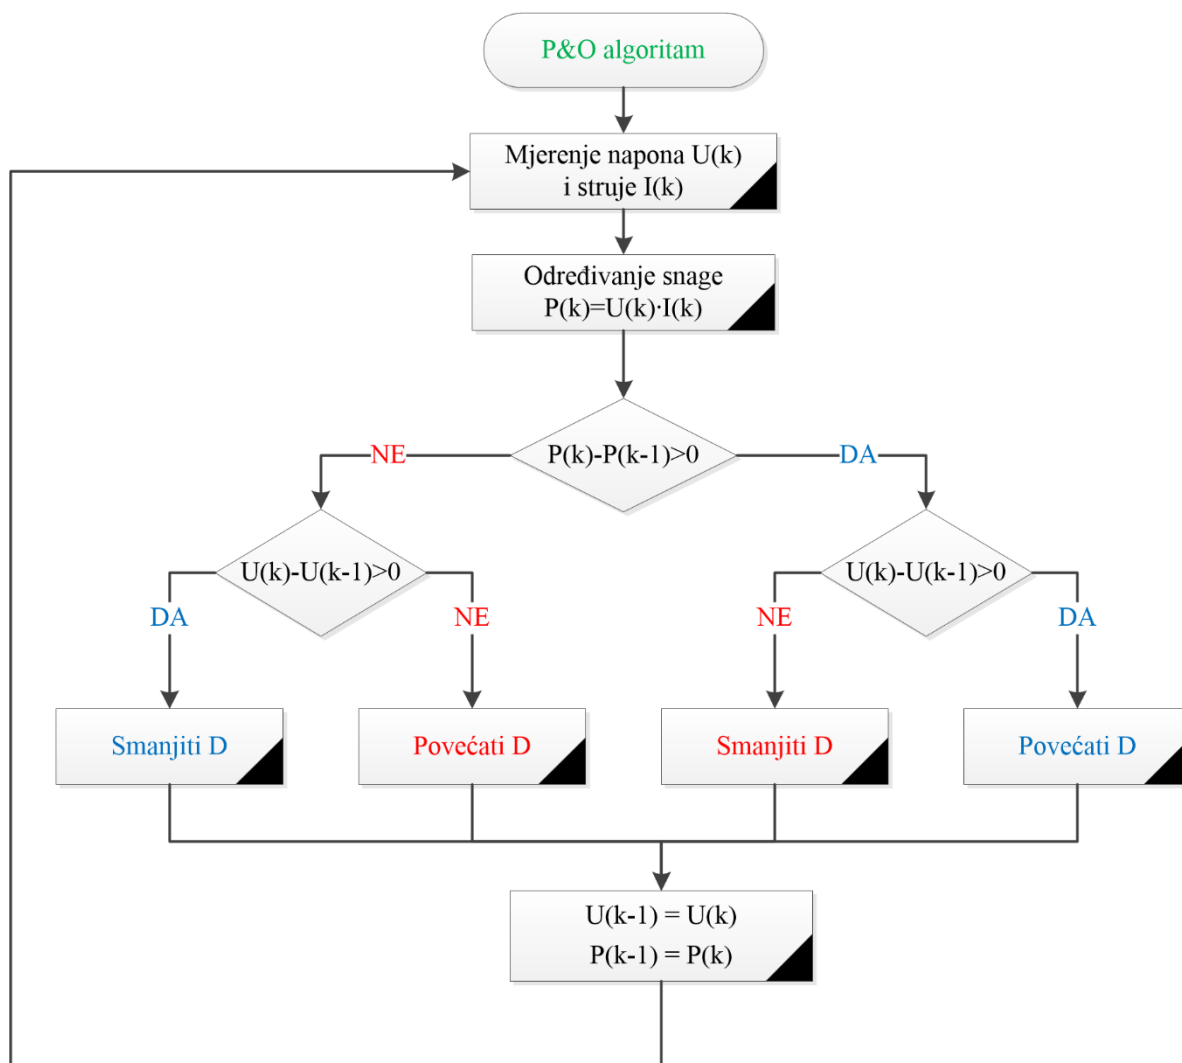 P&O algoritam
Mjerenje napona U(k)
i struje I(k)
Određivanje snage
P(k)=U(k)·I(k)
P(k)-P(k-1)>0
NE
DA
U(k)-U(k-1)>0
U(k)-U(k-1)>0
DA
NE
NE
DA
Smanjiti D
Povećati D
Smanjiti D
Povećáti D
U(k-1) = U(k)
P(k-1) = P(k)